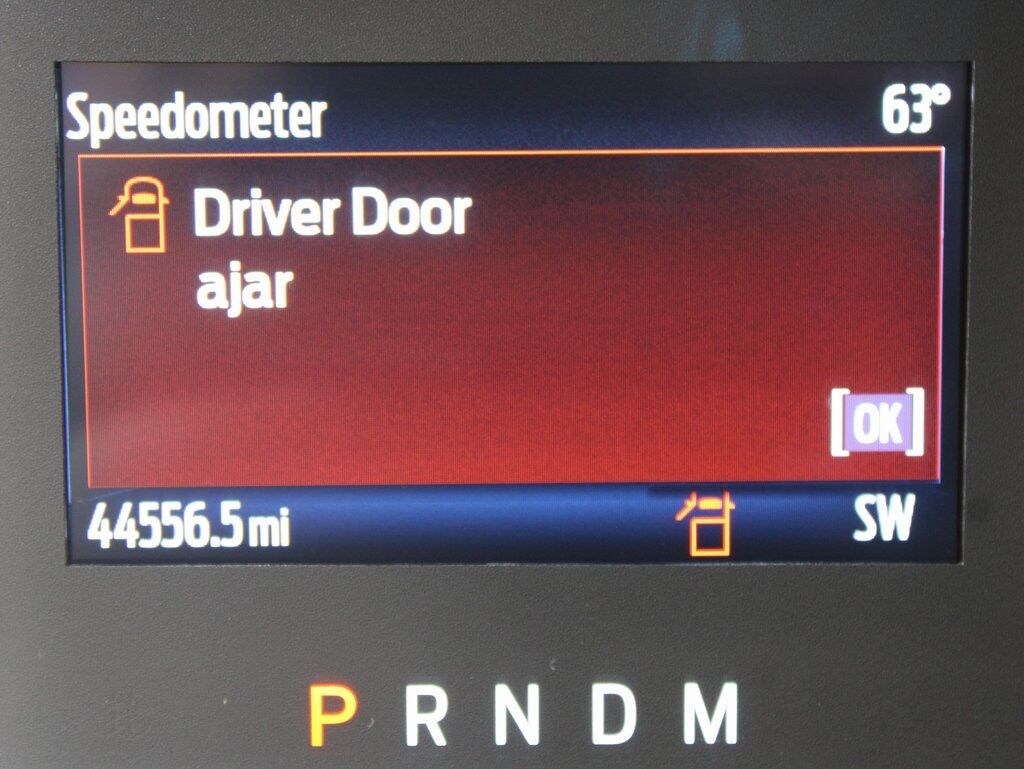 Speedometer 63°
Driver Door
ajar
[OK]
44556.5 mi SW
P R N D M